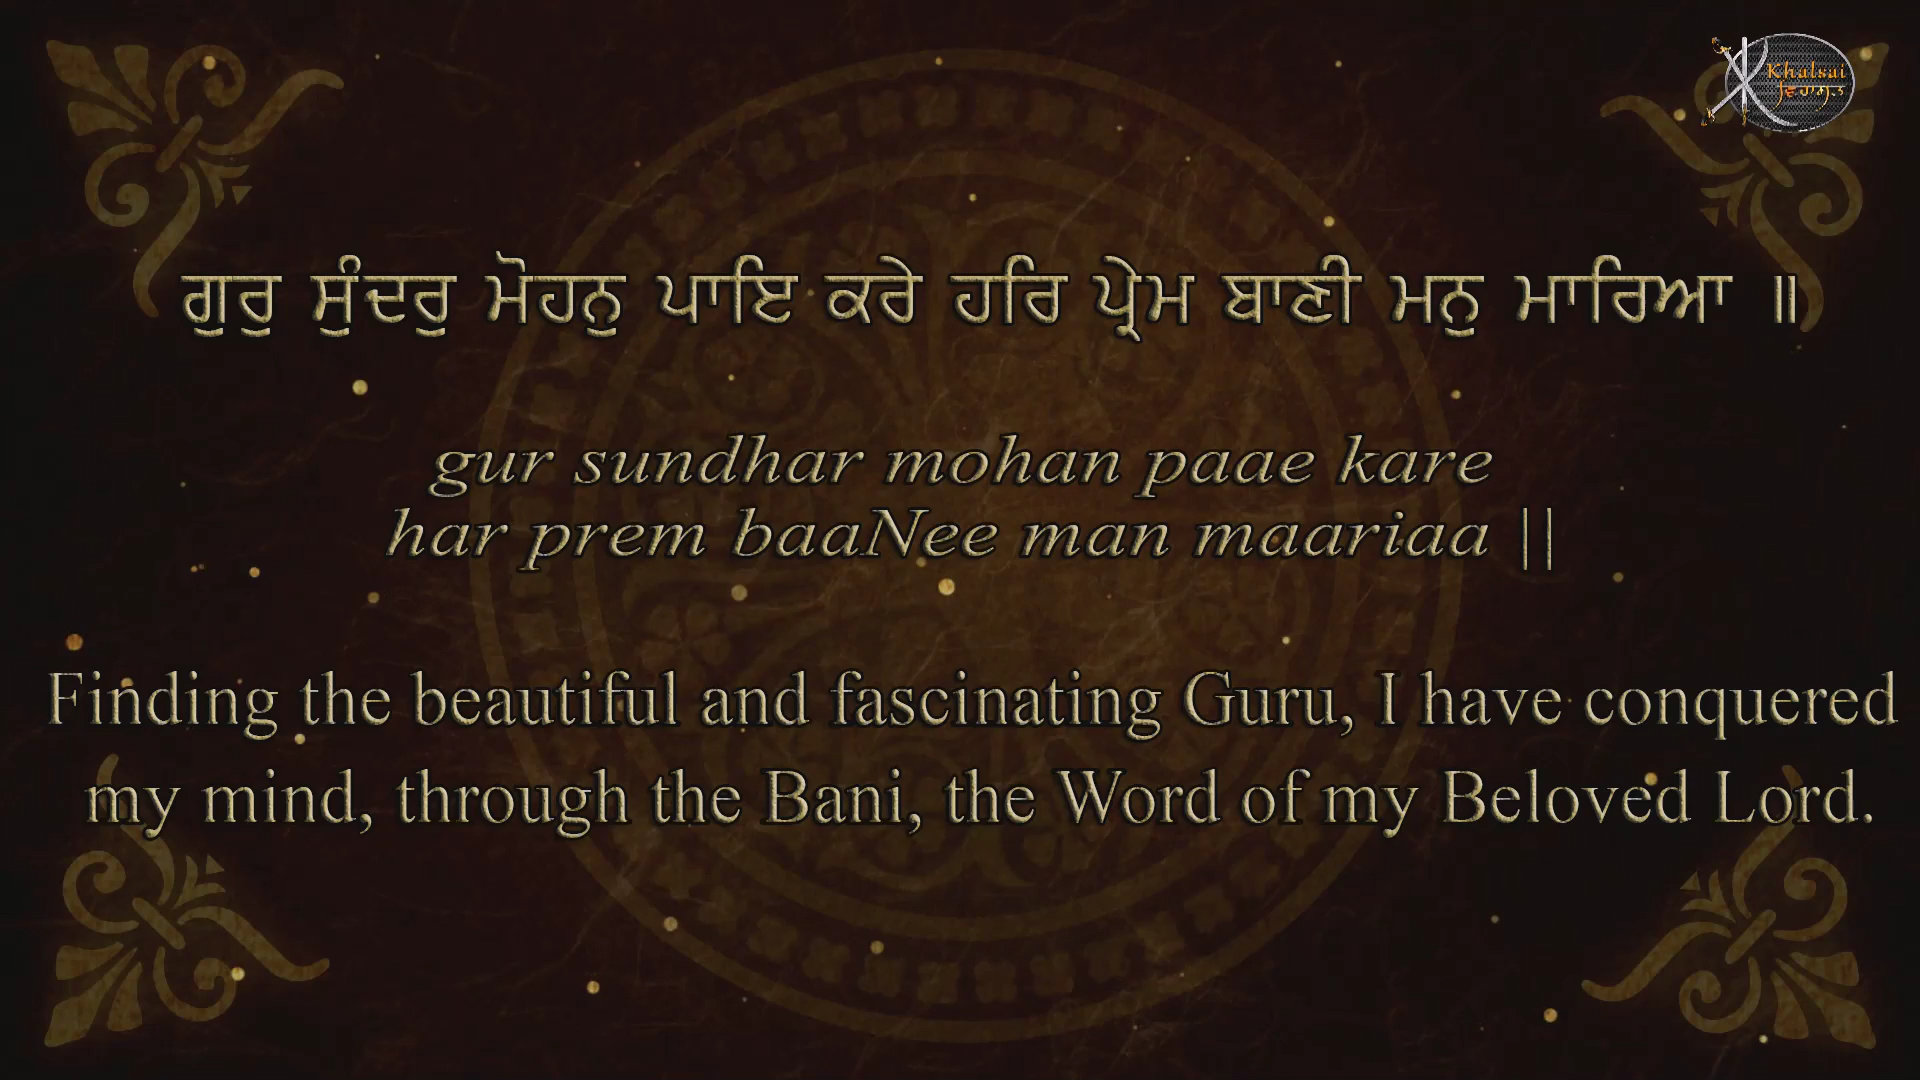 Khalsai
ਵਿਰਾਸਤ
ਗੁਰੁ ਸੁੰਦਰੁ ਮੋਹਨੁ ਪਾਇ ਕਰੇ ਹਰਿ ਪ੍ਰੇਮ ਬਾਣੀ ਮਨੁ ਮਾਰਿਆ ॥
gur sundhar mohan paae kare
har prem baaNee man maariaa ||
Finding the beautiful and fascinating Guru, I have conquered
my mind, through the Bani, the Word of my Beloved Lord.